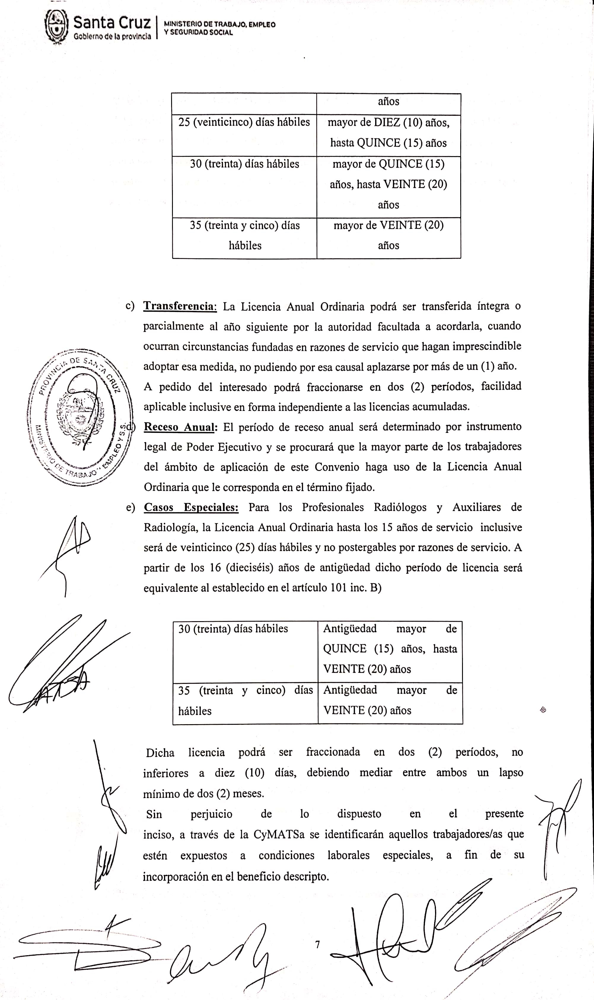 Santa Cruz
Gobierno de la provincia
MINISTERIO DE TRABAJO, EMPLEO
Y SEGURIDAD SOCIAL
años
25 (veinticinco) días hábiles
mayor de DIEZ (10) años,
hasta QUINCE (15) años
30 (treinta) días hábiles
mayor de QUINCE (15)
años, hasta VEINTE (20)
años
35 (treinta y cinco) días
hábiles
mayor de VEINTE (20)
años
c) Transferencia: La Licencia Anual Ordinaria podrá ser transferida íntegra o
parcialmente al año siguiente por la autoridad facultada a acordarla, cuando
ocurran circunstancias fundadas en razones de servicio que hagan imprescindible
adoptar esa medida, no pudiendo por esa causal aplazarse por más de un (1) año.
A pedido del interesado podrá fraccionarse en dos (2) períodos, facilidad
aplicable inclusive en forma independiente a las licencias acumuladas.
PROVINCIA DE SANTA CRUZ
MINISTERIO DE TRABAJO EMPLEO Y S.S.
d) Receso Anual: El período de receso anual será determinado por instrumento
legal de Poder Ejecutivo y se procurará que la mayor parte de los trabajadores
del ámbito de aplicación de este Convenio haga uso de la Licencia Anual
Ordinaria que le corresponda en el término fijado.
e) Casos Especiales: Para los Profesionales Radiólogos y Auxiliares de
Radiología, la Licencia Anual Ordinaria hasta los 15 años de servicio inclusive
será de veinticinco (25) días hábiles y no postergables por razones de servicio. A
partir de los 16 (dieciséis) años de antigüedad dicho período de licencia será
equivalente al establecido en el artículo 101 inc. B)
30 (treinta) días hábiles
Antigüedad mayor de
QUINCE (15) años, hasta
VEINTE (20) años
35 (treinta y cinco) días
hábiles
Antigüedad mayor de
VEINTE (20) años
ATSA
Dicha licencia podrá ser fraccionada en dos (2) períodos, no
inferiores a diez (10) días, debiendo mediar entre ambos un lapso
mínimo de dos (2) meses.
Sin perjuicio de lo dispuesto en el presente
inciso, a través de la CyMATSa se identificarán aquellos trabajadores/as que
estén expuestos a condiciones laborales especiales, a fin de su
incorporación en el beneficio descripto.
7